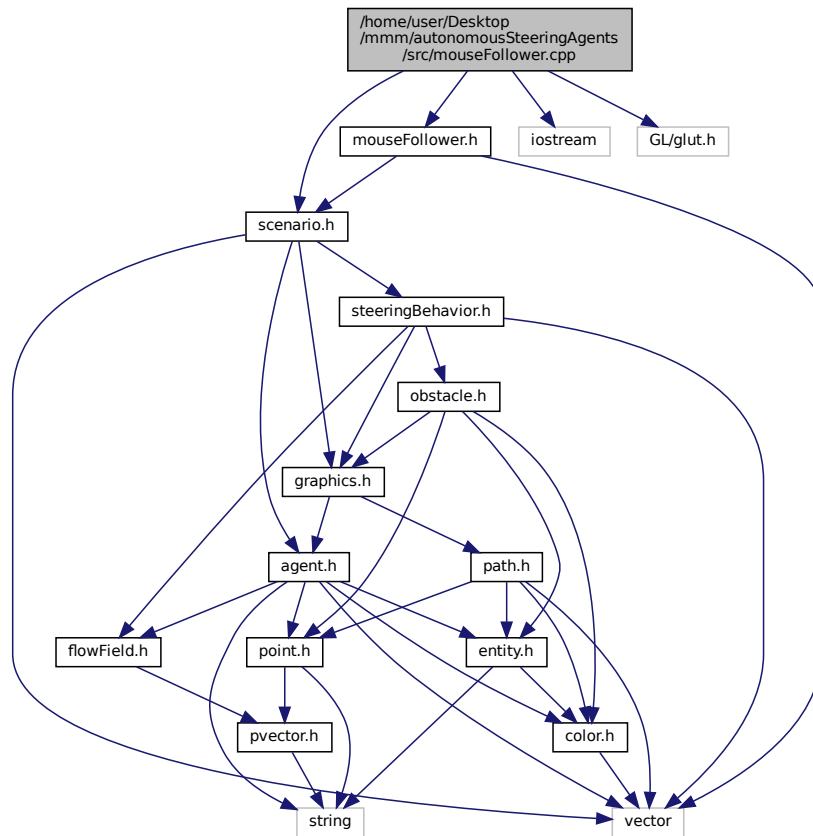 /home/user/Desktop
/mmm/autonomousSteeringAgents
/src/mouseFollower.cpp
mouseFollower.h
iostream
GL/glut.h
scenario.h
steeringBehavior.h
obstacle.h
graphics.h
agent.h
path.h
flowField.h
point.h
entity.h
pvector.h
color.h
string
vector